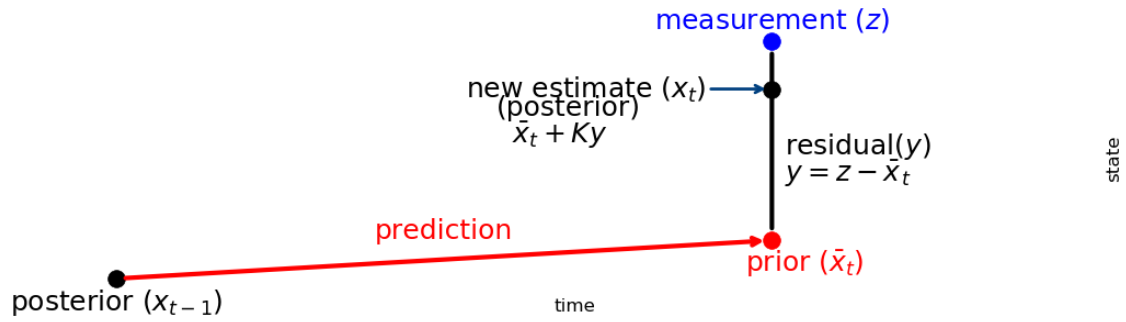 measurement (z)
new estimate (xₜ)
(posterior)
x̄ₜ + Ky
residual(y)
y = z − x̄ₜ
state
prediction
prior (x̄ₜ)
posterior (xₜ₋₁)
time